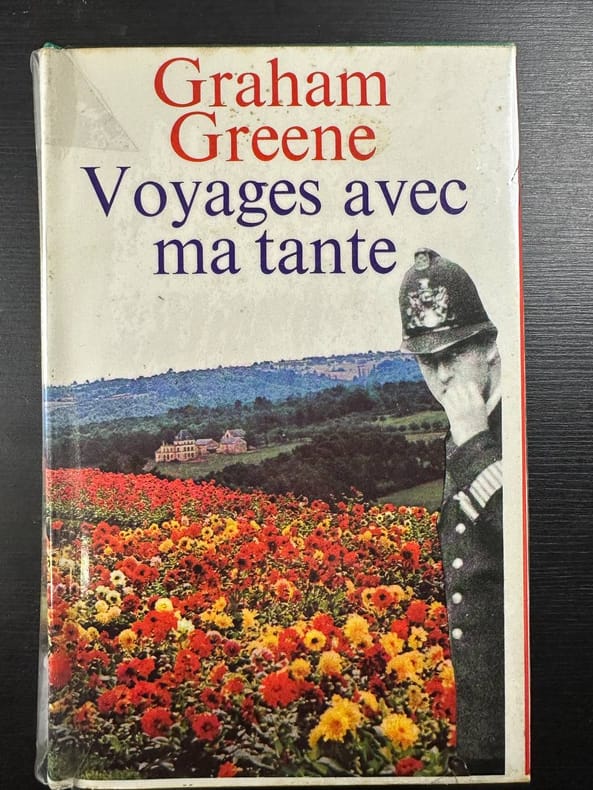 Graham
Greene
Voyages avec
ma tante